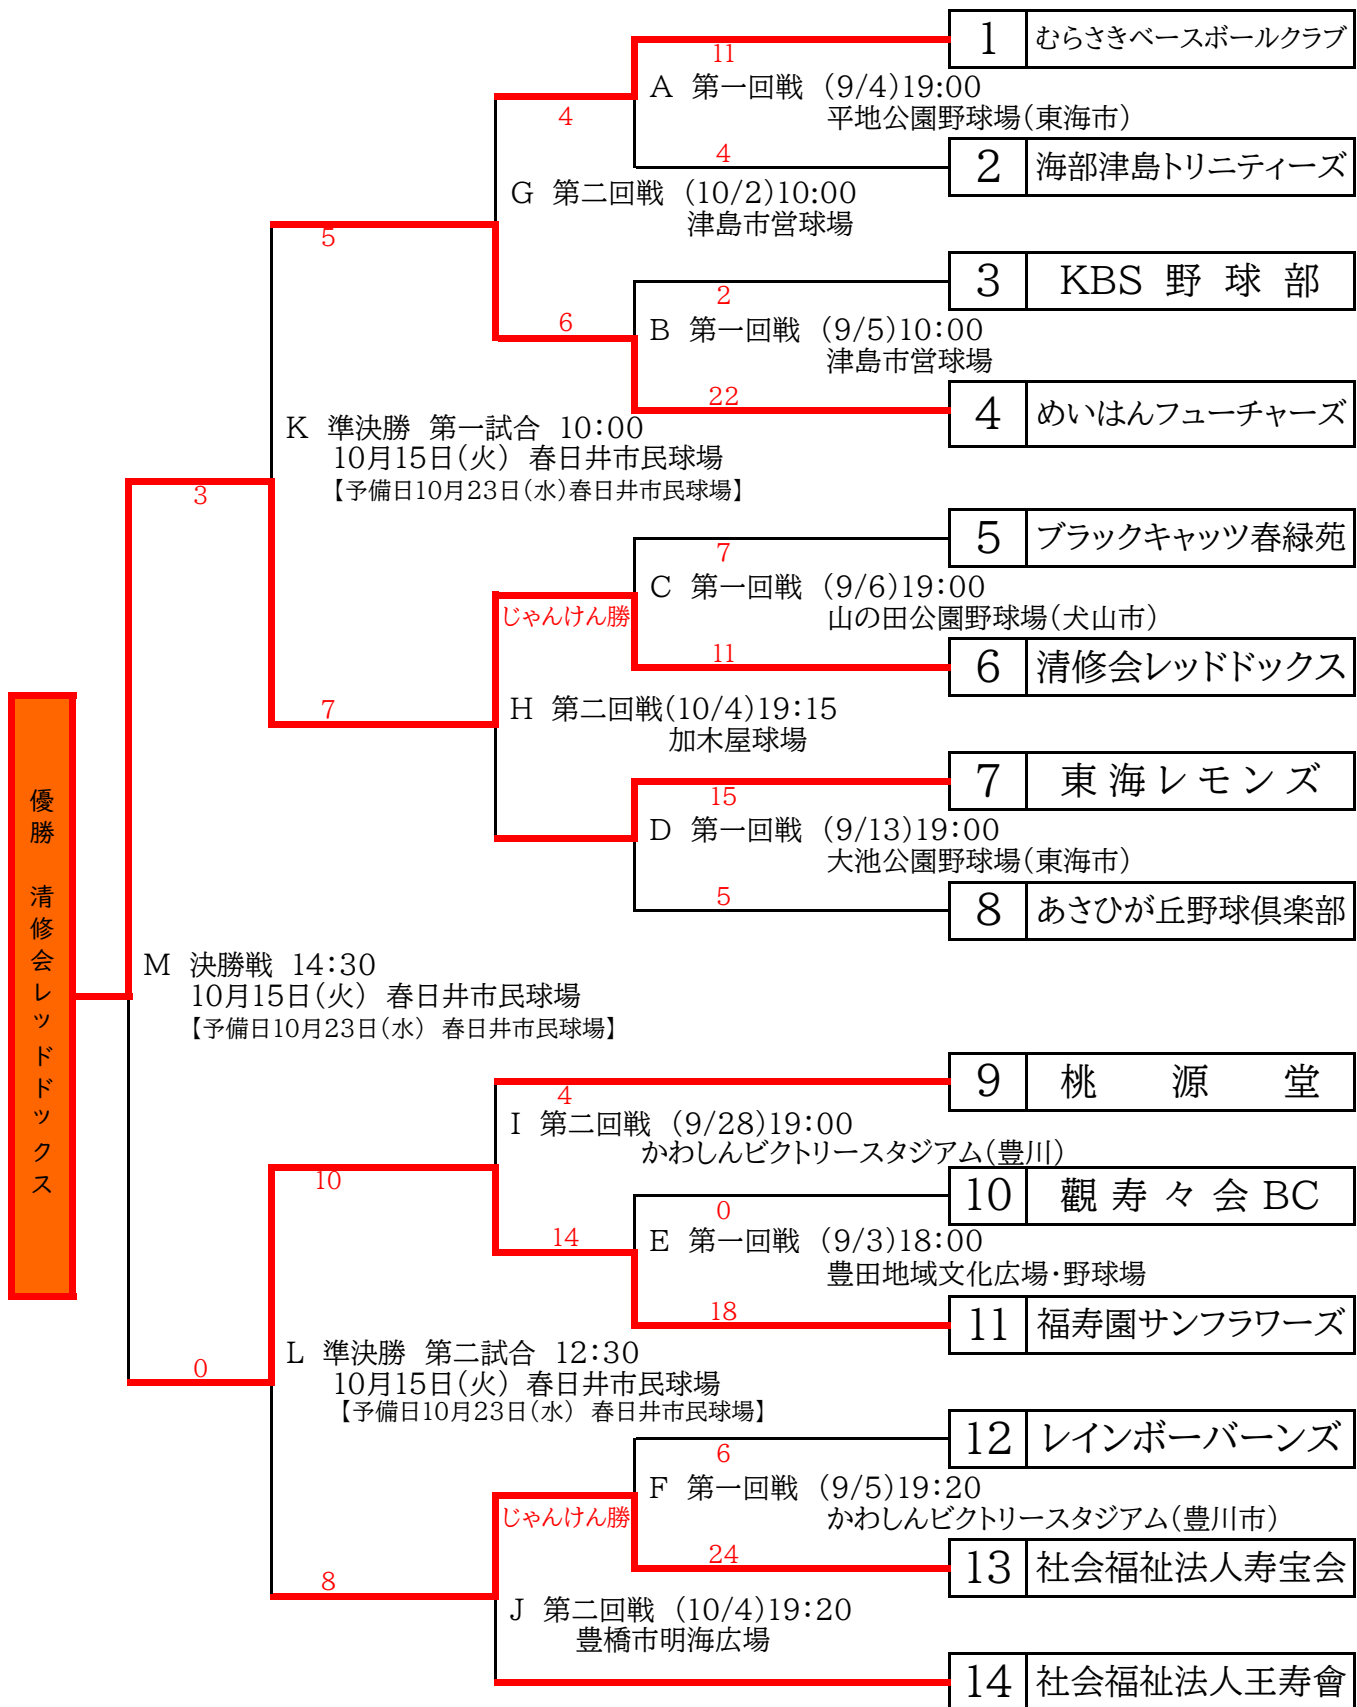 1 むらさきベースボールクラブ
11
A 第一回戦 (9/4)19:00
平地公園野球場(東海市)
4
4
2 海部津島トリニティーズ
G 第二回戦 (10/2)10:00
津島市営球場
5
3 KBS 野 球 部
2
6
B 第一回戦 (9/5)10:00
津島市営球場
22
4 めいはんフューチャーズ
K 準決勝 第一試合 10:00
10月15日(火) 春日井市民球場
【予備日10月23日(水)春日井市民球場】
3
5 ブラックキャッツ春緑苑
7
C 第一回戦 (9/6)19:00
山の田公園野球場(犬山市)
じゃんけん勝
11
6 清修会レッドドックス
7
H 第二回戦(10/4)19:15
加木屋球場
7 東海レモンズ
15
D 第一回戦 (9/13)19:00
大池公園野球場(東海市)
5
8 あさひが丘野球倶楽部
優勝 清修会レッドドックス
M 決勝戦 14:30
10月15日(火) 春日井市民球場
【予備日10月23日(水) 春日井市民球場】
9 桃 源 堂
4
I 第二回戦 (9/28)19:00
かわしんビクトリースタジアム(豊川)
10
10 觀寿々会BC
0
14
E 第一回戦 (9/3)18:00
豊田地域文化広場・野球場
18
11 福寿園サンフラワーズ
L 準決勝 第二試合 12:30
0
10月15日(火) 春日井市民球場
【予備日10月23日(水) 春日井市民球場】
12 レインボーバーンズ
6
F 第一回戦 (9/5)19:20
かわしんビクトリースタジアム(豊川市)
じゃんけん勝
24
13 社会福祉法人寿宝会
8
J 第二回戦 (10/4)19:20
豊橋市明海広場
14 社会福祉法人王寿會